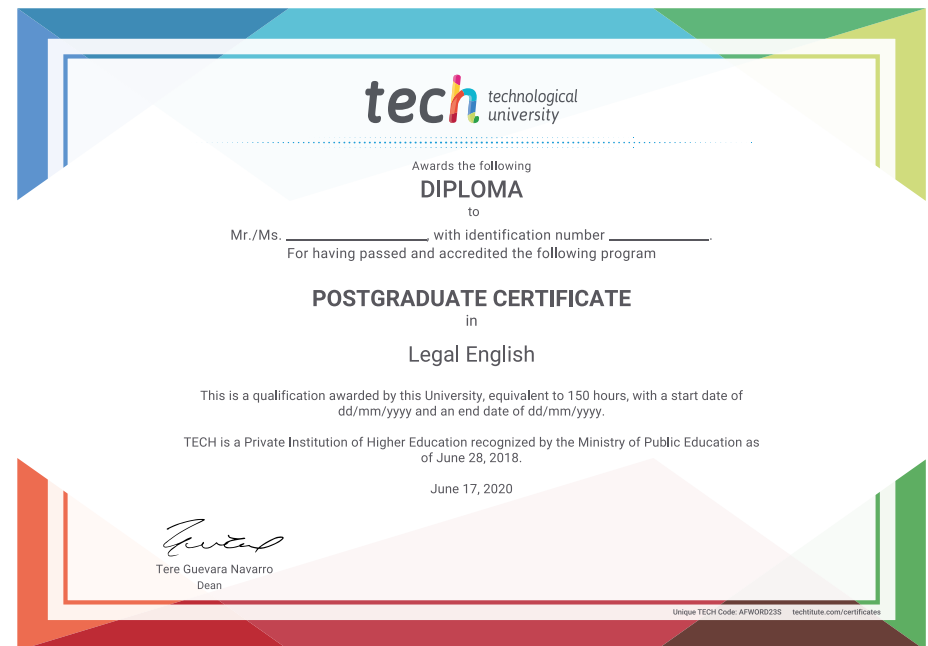 tech technological
university
Awards the following
DIPLOMA
to
Mr./Ms. ____________________, with identification number ______________.
For having passed and accredited the following program
POSTGRADUATE CERTIFICATE
in
Legal English
This is a qualification awarded by this University, equivalent to 150 hours, with a start date of
dd/mm/yyyy and an end date of dd/mm/yyyy.
TECH is a Private Institution of Higher Education recognized by the Ministry of Public Education as
of June 28, 2018.
June 17, 2020
Tere Guevara Navarro
Dean
Unique TECH Code: AFWORD23S techtitute.com/certificates